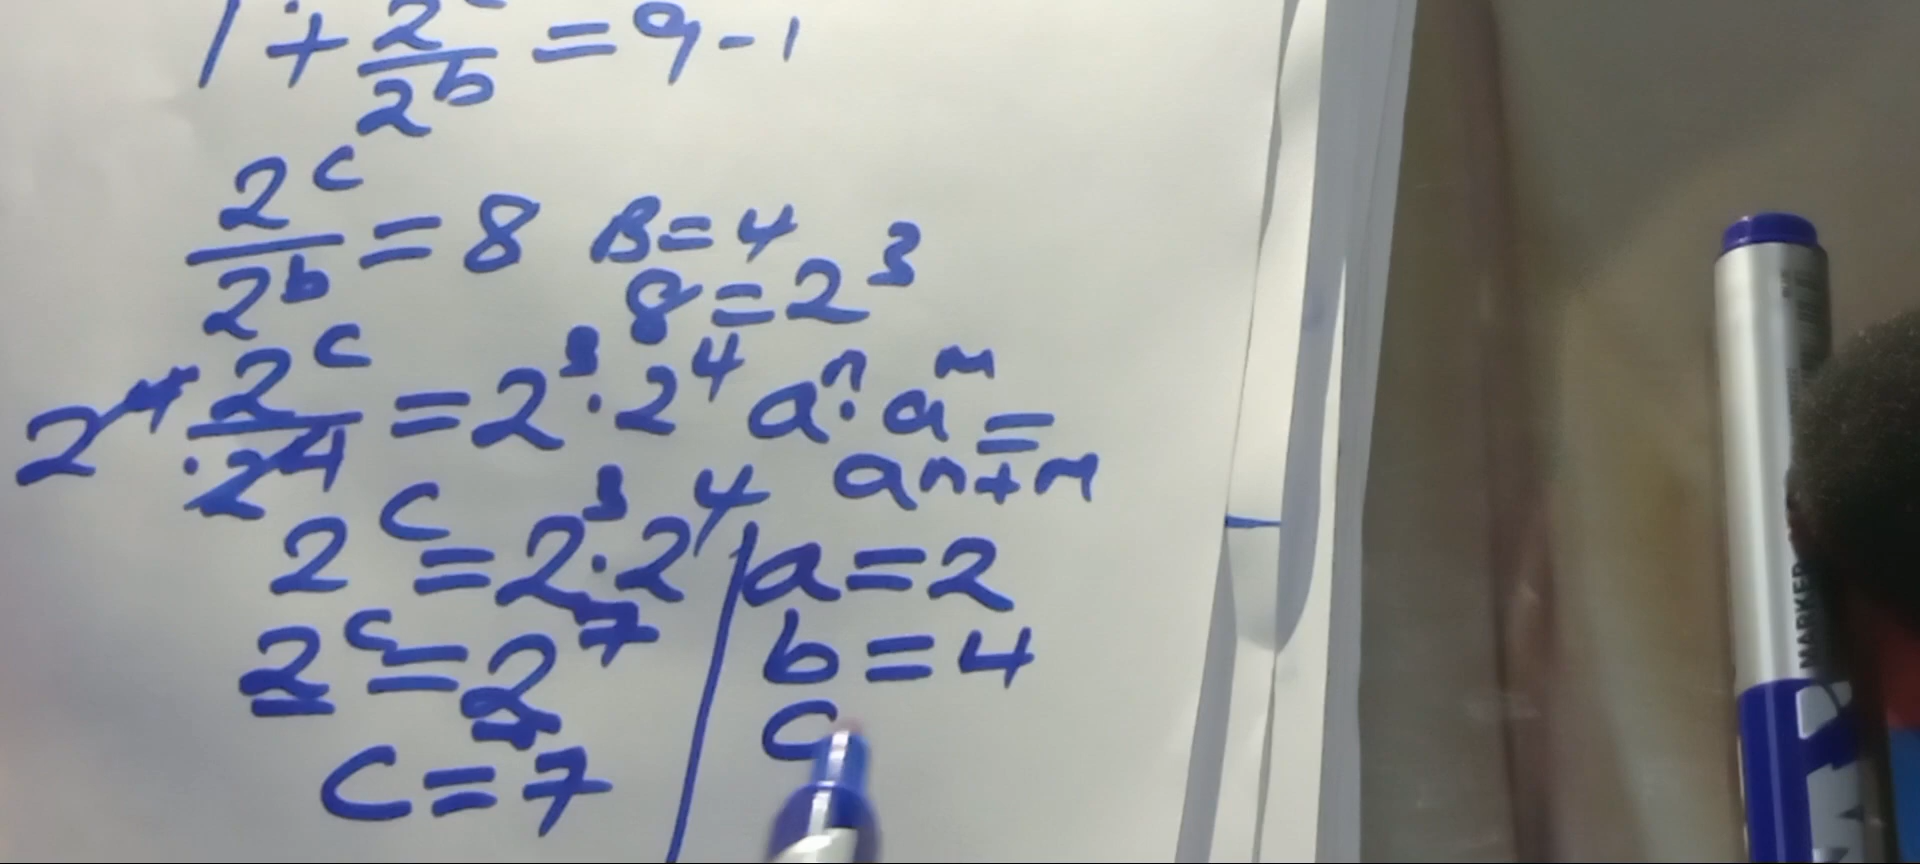 1 + 2/2^b = 9 - 1
2^c/2^b = 8 B = 4
8 = 2^3
2^4 · 2^c/2^4 = 2^3 · 2^4 a^n · a^m =
an+m
2^c = 2^3 · 2^4
2^c = 2^7
c = 7
a = 2
b = 4
c
MARKER